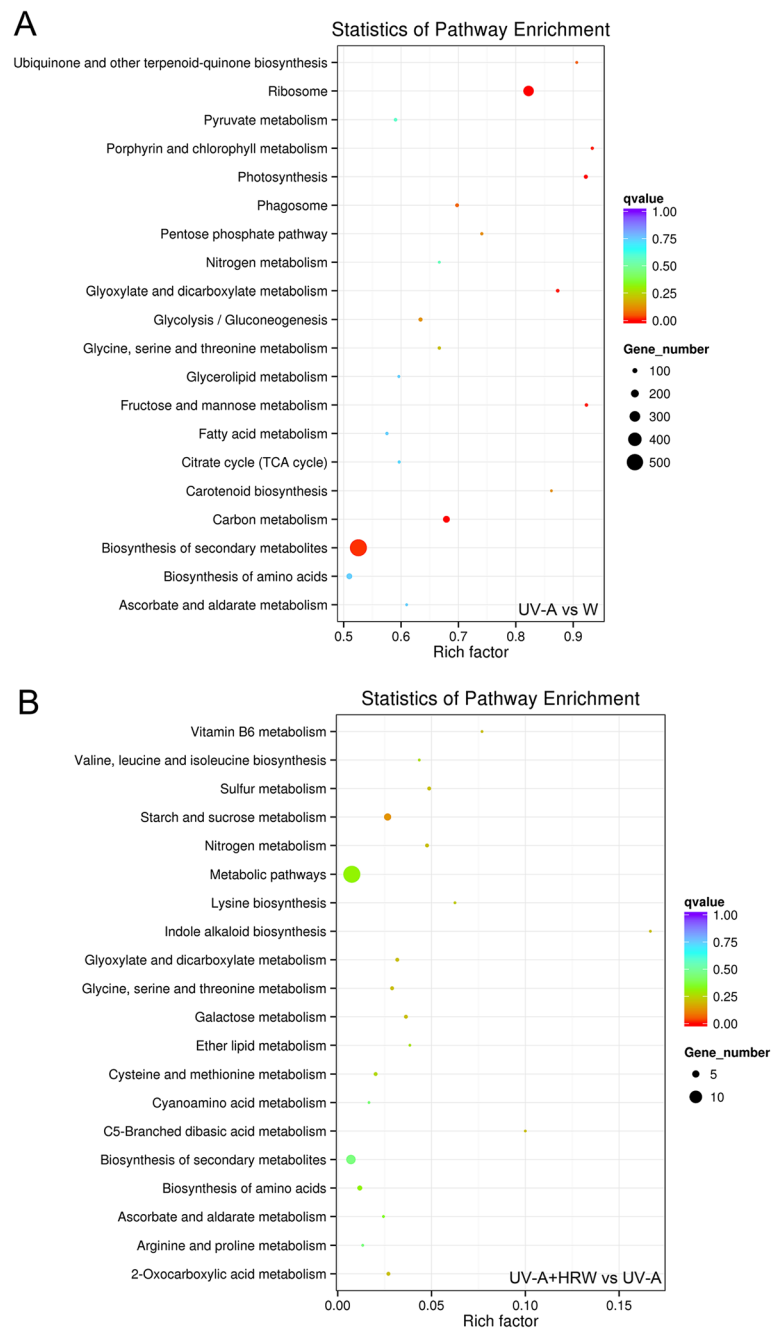 A
Statistics of Pathway Enrichment
Ubiquinone and other terpenoid-quinone biosynthesis
Ribosome
Pyruvate metabolism
Porphyrin and chlorophyll metabolism
Photosynthesis
Phagosome
Pentose phosphate pathway
Nitrogen metabolism
Glyoxylate and dicarboxylate metabolism
Glycolysis / Gluconeogenesis
Glycine, serine and threonine metabolism
Glycerolipid metabolism
Fructose and mannose metabolism
Fatty acid metabolism
Citrate cycle (TCA cycle)
Carotenoid biosynthesis
Carbon metabolism
Biosynthesis of secondary metabolites
Biosynthesis of amino acids
Ascorbate and aldarate metabolism
UV-A vs W
0.5 0.6 0.7 0.8 0.9
Rich factor
qvalue
1.00
0.75
0.50
0.25
0.00
Gene_number
100
200
300
400
500
B
Statistics of Pathway Enrichment
Vitamin B6 metabolism
Valine, leucine and isoleucine biosynthesis
Sulfur metabolism
Starch and sucrose metabolism
Nitrogen metabolism
Metabolic pathways
Lysine biosynthesis
Indole alkaloid biosynthesis
Glyoxylate and dicarboxylate metabolism
Glycine, serine and threonine metabolism
Galactose metabolism
Ether lipid metabolism
Cysteine and methionine metabolism
Cyanoamino acid metabolism
C5-Branched dibasic acid metabolism
Biosynthesis of secondary metabolites
Biosynthesis of amino acids
Ascorbate and aldarate metabolism
Arginine and proline metabolism
2-Oxocarboxylic acid metabolism
UV-A+HRW vs UV-A
0.00 0.05 0.10 0.15
Rich factor
qvalue
1.00
0.75
0.50
0.25
0.00
Gene_number
5
10